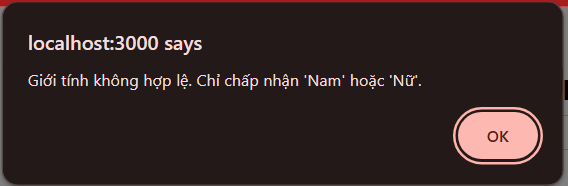 localhost:3000 says
Giới tính không hợp lệ. Chỉ chấp nhận 'Nam' hoặc 'Nữ'.
OK